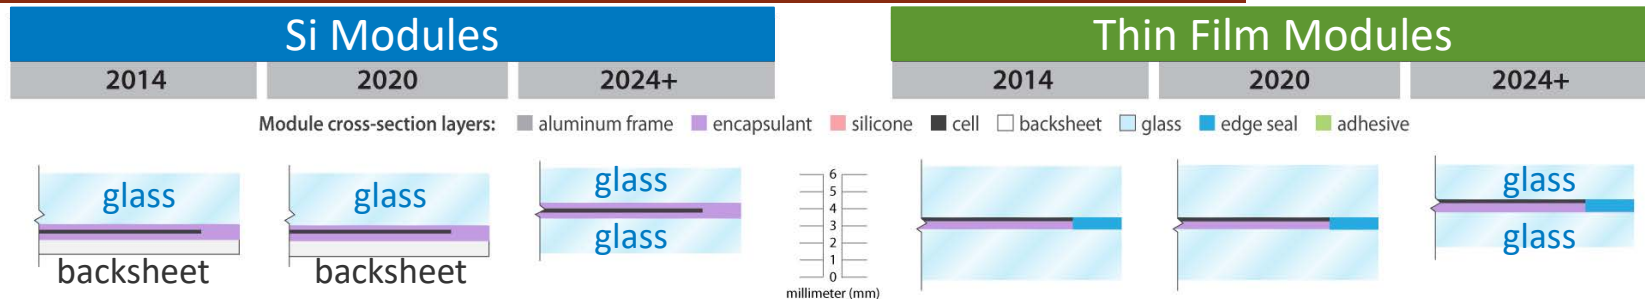 Si Modules
Thin Film Modules
2014
2020
2024+
2014
2020
2024+
Module cross-section layers: aluminum frame encapsulant silicone cell backsheet glass edge seal adhesive
glass
backsheet
glass
backsheet
glass
glass
6
5
4
3
2
1
0
millimeter (mm)
glass
glass